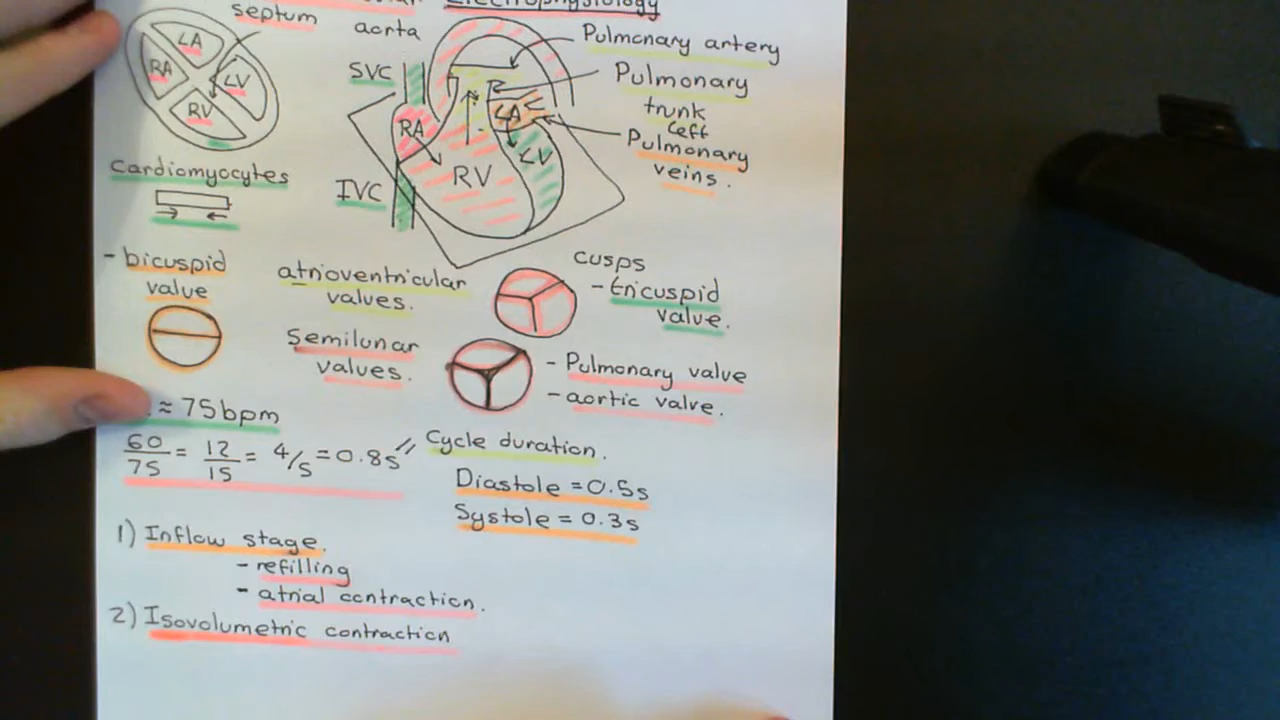 Electrophysiology
septum
LA
RA
LV
RV
Cardiomyocytes
aorta
SVC
IVC
RA
RV
LA
LV
Pulmonary artery
Pulmonary
trunk
Left
Pulmonary
veins.
- bicuspid
valve
atrioventricular
valves.
cusps
- tricuspid
valve.
Semilunar
valves.
- Pulmonary valve
- aortic valve.
≈ 75bpm
60/75 = 12/15 = 4/5 = 0.8s
Cycle duration.
Diastole = 0.5s
Systole = 0.3s
1) Inflow stage.
- refilling
- atrial contraction.
2) Isovolumetric contraction